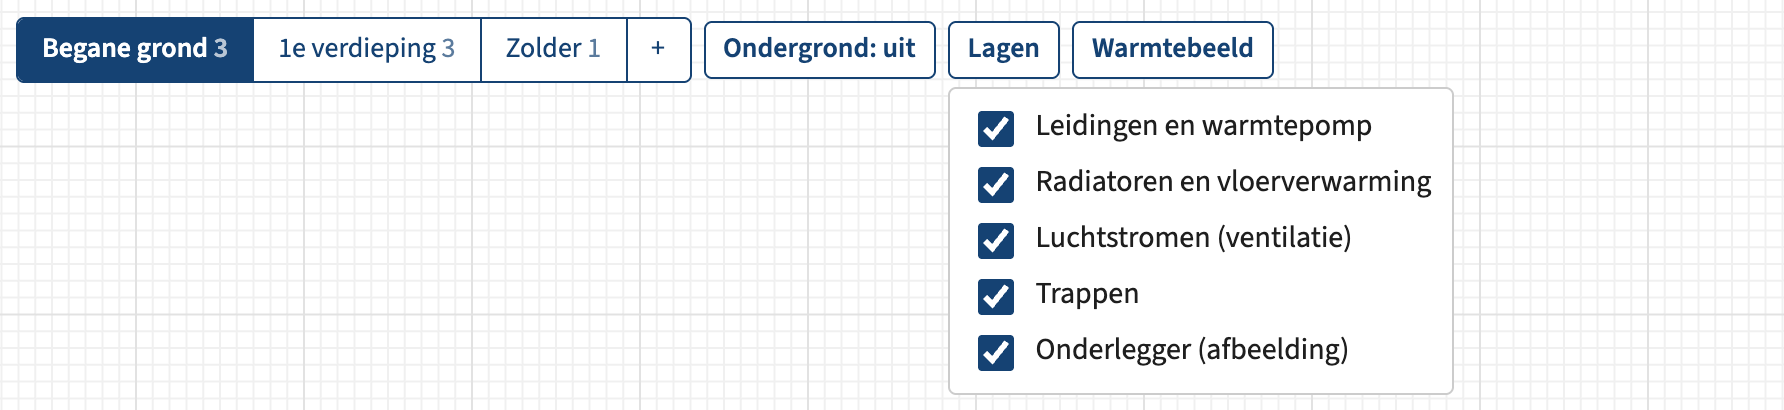 Begane grond 3 1e verdieping 3 Zolder 1 + Ondergrond: uit Lagen Warmtebeeld
Leidingen en warmtepomp
Radiatoren en vloerverwarming
Luchtstromen (ventilatie)
Trappen
Onderlegger (afbeelding)